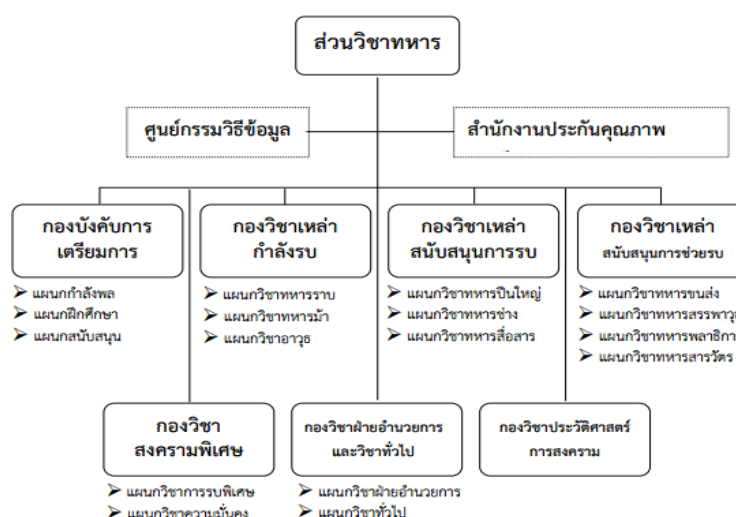 ส่วนวิชาทหาร
ศูนย์กรรมวิธีข้อมูล
สำนักงานประกันคุณภาพ
กองบังคับการ
เตรียมการ
➢ แผนกกำลังพล
➢ แผนกฝึกศึกษา
➢ แผนกสนับสนุน
กองวิชาเหล่า
กำลังรบ
➢ แผนกวิชาทหารราบ
➢ แผนกวิชาทหารม้า
➢ แผนกวิชาอาวุธ
กองวิชาเหล่า
สนับสนุนการรบ
➢ แผนกวิชาทหารปืนใหญ่
➢ แผนกวิชาทหารช่าง
➢ แผนกวิชาทหารสื่อสาร
กองวิชาเหล่า
สนับสนุนการช่วยรบ
➢ แผนกวิชาทหารขนส่ง
➢ แผนกวิชาทหารสรรพาวุ
➢ แผนกวิชาทหารพลาธิกา
➢ แผนกวิชาทหารสารวัตร
กองวิชา
สงครามพิเศษ
➢ แผนกวิชาการรบพิเศษ
➢ แผนกวิชาความมั่นคง
กองวิชาฝ่ายอำนวยการ
และวิชาทั่วไป
➢ แผนกวิชาฝ่ายอำนวยการ
➢ แผนกวิชาทั่วไป
กองวิชาประวัติศาสตร์
การสงคราม